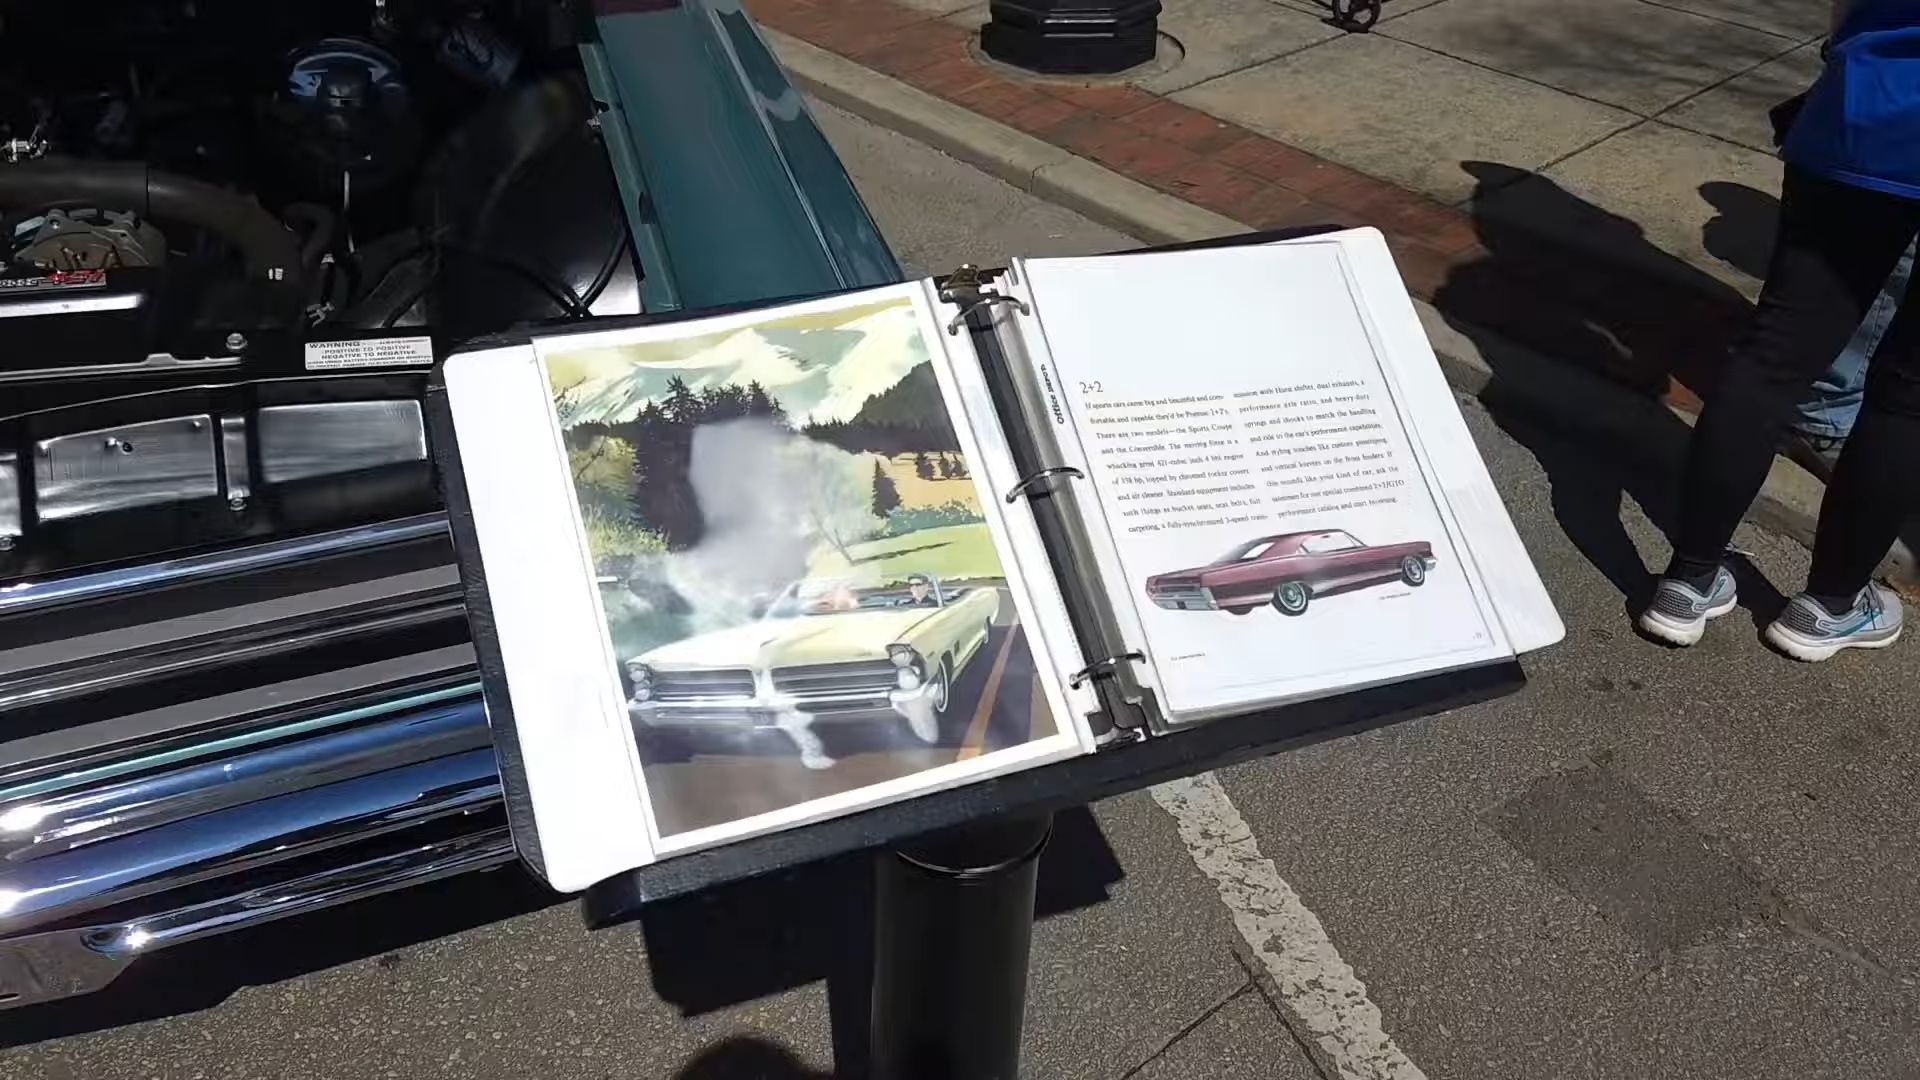 421
WARNING
POSITIVE TO POSITIVE
NEGATIVE TO NEGATIVE
Office Depot
2+2
If sports cars came big and beautiful and com-
fortable and capable they'd be Pontiac 2+2's.
There are two models—the Sports Coupe
and the Convertible. The moving force is a
whacking great 421-cubic inch 4 bbl engine
of 338 hp, topped by chromed rocker covers
and air cleaner. Standard equipment includes
such things as bucket seats, seat belts, full
carpeting, a fully-synchronized 3-speed trans-
mission with Hurst shifter, dual exhausts, a
performance axle ratio, and heavy-duty
springs and shocks to match the handling
and ride to the car's performance capabilities.
And styling touches like custom pinstriping
and vertical louvers on the front fenders. If
this sounds like your kind of car, ask the
salesman for our special combined 2+2/GTO
performance catalog and start browsing.